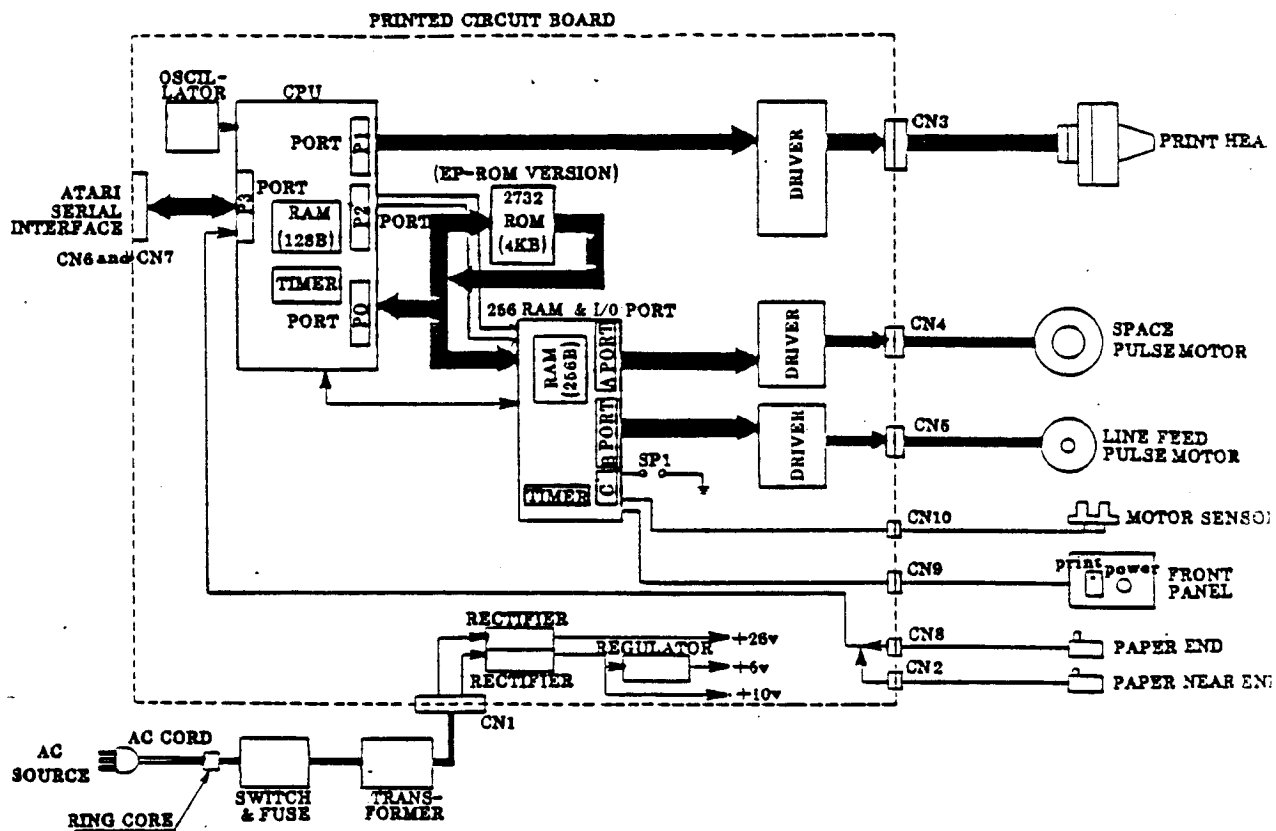 PRINTED CIRCUIT BOARD
OSCIL-
LATOR
CPU
PORT
P1
DRIVER
CN3
PRINT HEA
(EP-ROM VERSION)
ATARI
SERIAL
INTERFACE
CN6 and CN7
P3
PORT
RAM
(128B)
P2
PORT
2732
ROM
(4KB)
TIMER
PORT
P0
256 RAM & I/O PORT
RAM
(256B)
A PORT
DRIVER
CN4
SPACE
PULSE MOTOR
B PORT
DRIVER
CN5
LINE FEED
PULSE MOTOR
C
SP1
TIMER
CN10
MOTOR SENSO
CN9
print power
FRONT
PANEL
CN8
PAPER END
CN2
PAPER NEAR EN
RECTIFIER
+26v
REGULATOR
+5v
RECTIFIER
+10v
CN1
AC
SOURCE
AC CORD
RING CORE
SWITCH
& FUSE
TRANS-
FORMER